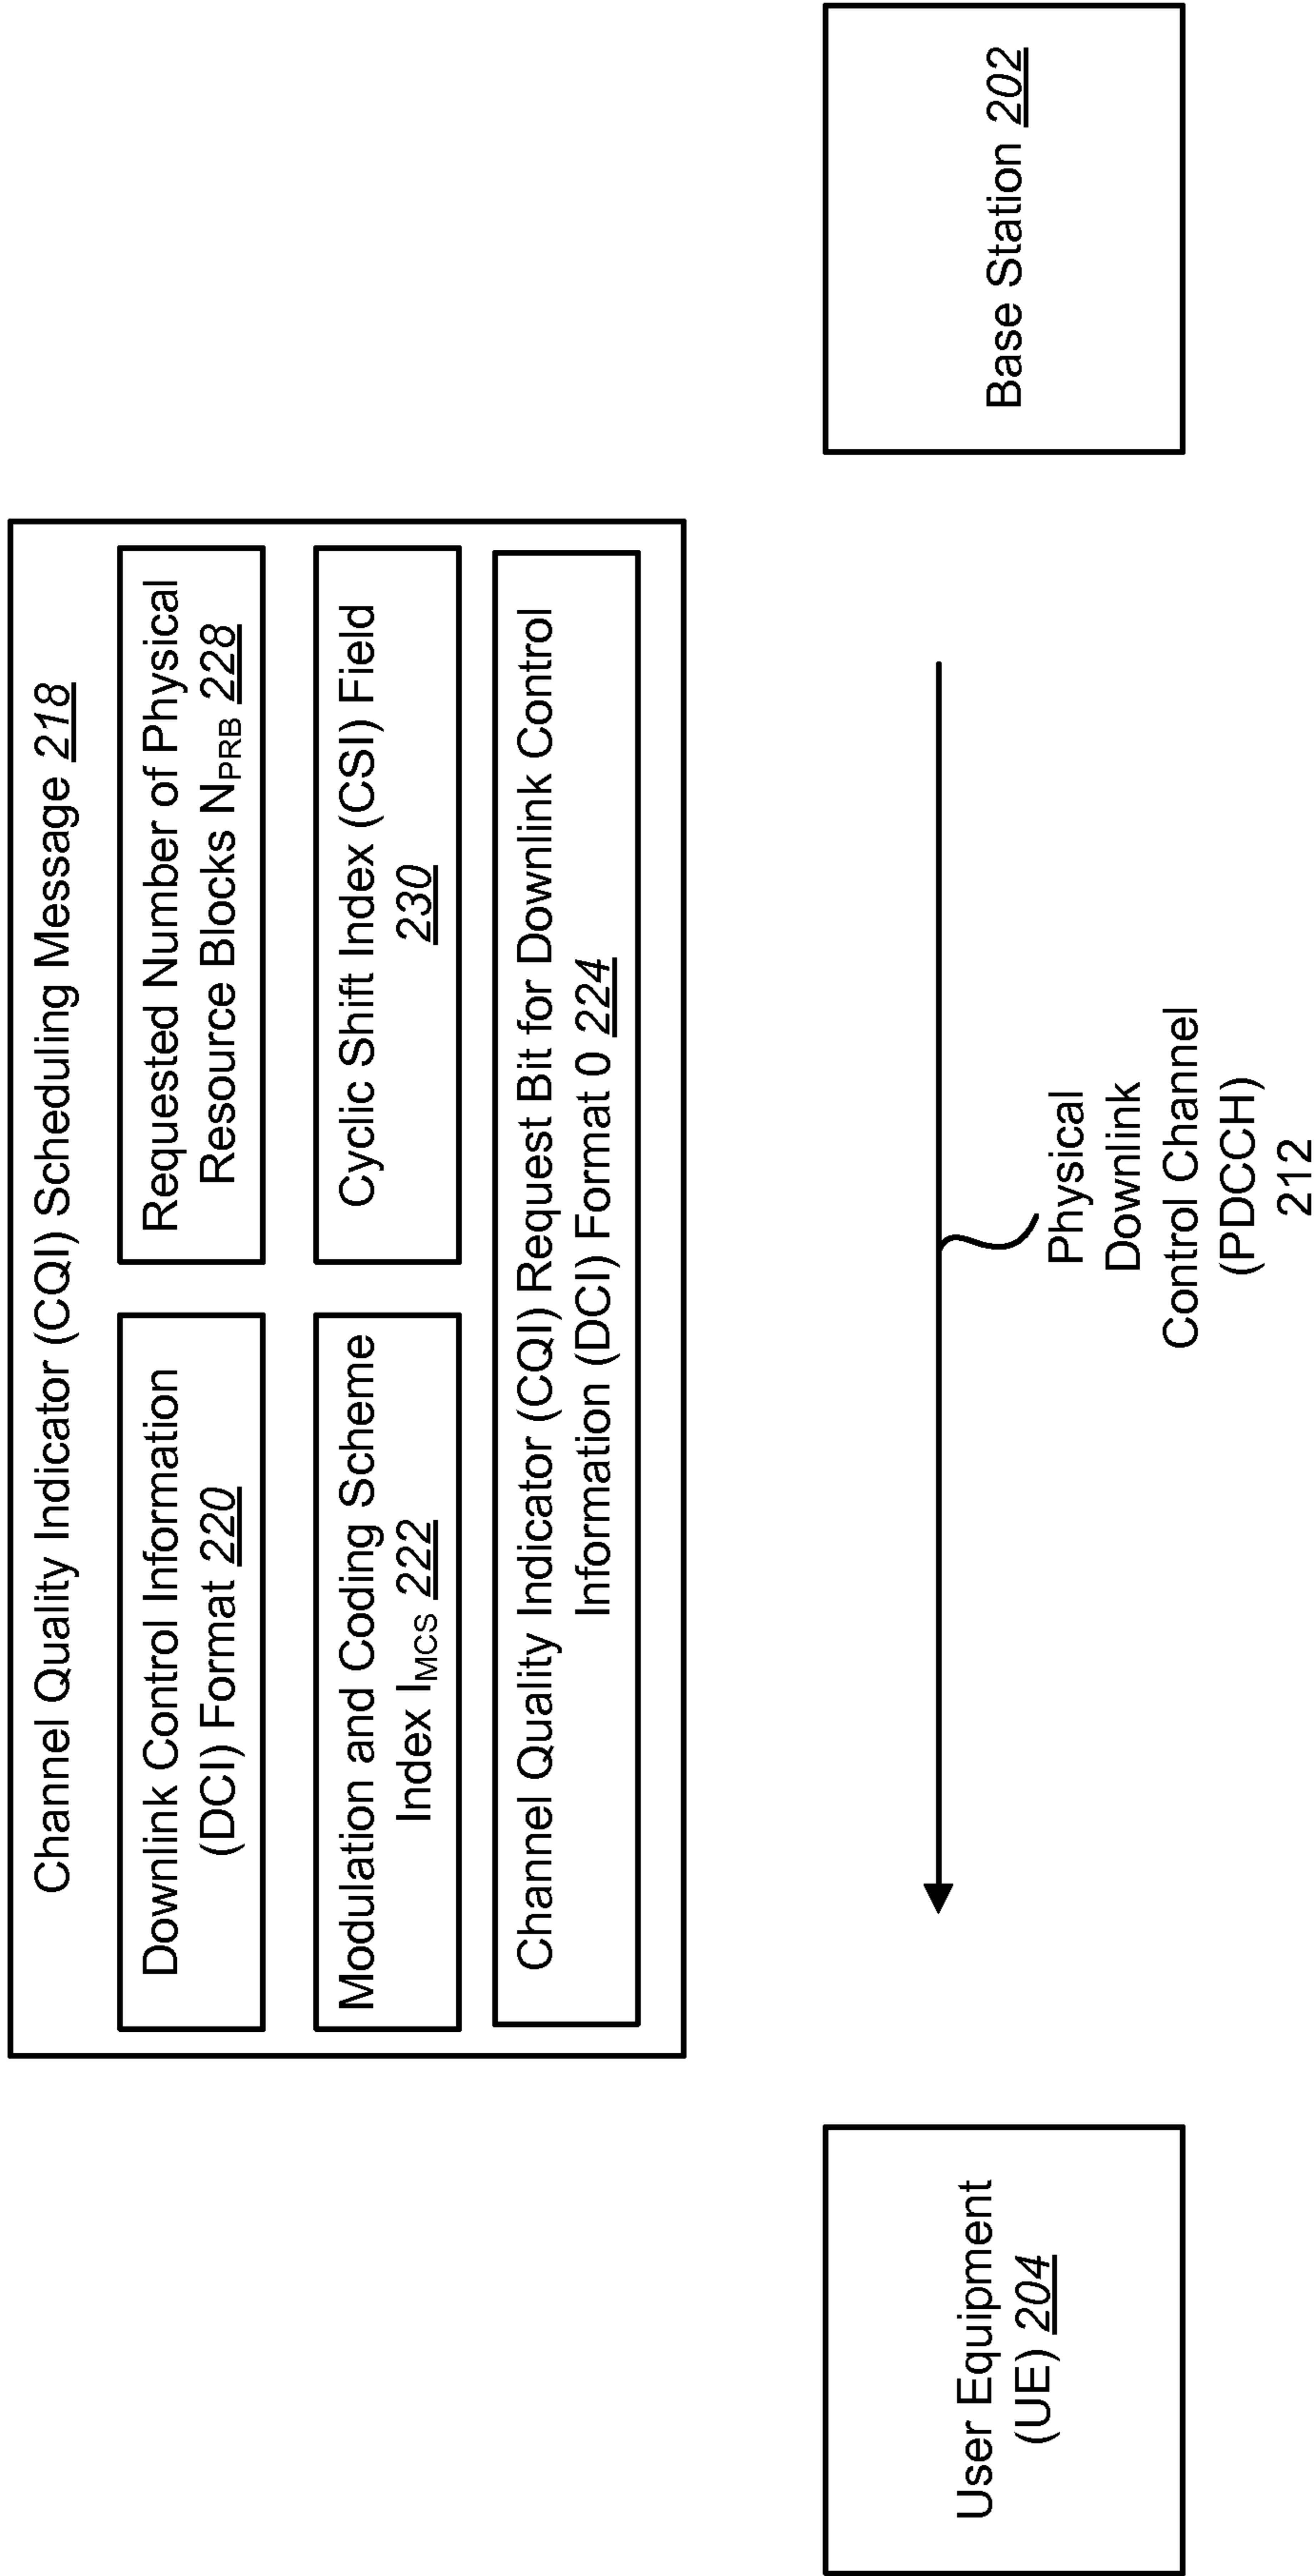 Channel Quality Indicator (CQI) Scheduling Message 218
Downlink Control Information
(DCI) Format 220
Requested Number of Physical
Resource Blocks NPRB 228
Modulation and Coding Scheme
Index IMCS 222
Cyclic Shift Index (CSI) Field
230
Channel Quality Indicator (CQI) Request Bit for Downlink Control
Information (DCI) Format 0 224
User Equipment
(UE) 204
Base Station 202
Physical
Downlink
Control Channel
(PDCCH)
212